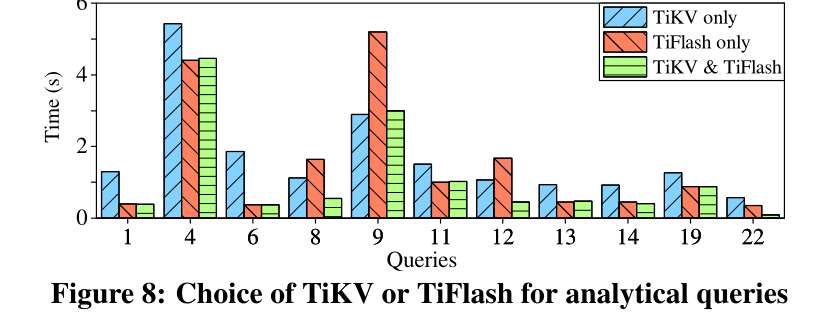 6
4
2
0
Time (s)
TiKV only
TiFlash only
TiKV & TiFlash
1 4 6 8 9 11 12 13 14 19 22
Queries
Figure 8: Choice of TiKV or TiFlash for analytical queries